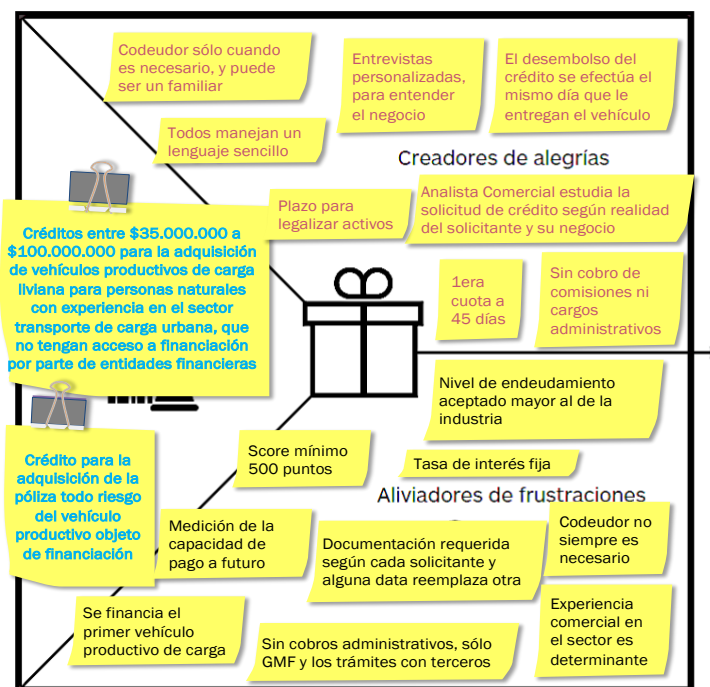 Codeudor sólo cuando
es necesario, y puede
ser un familiar
Entrevistas
personalizadas,
para entender
el negocio
El desembolso del
crédito se efectúa el
mismo día que le
entregan el vehículo
Todos manejan un
lenguaje sencillo
Creadores de alegrías
Plazo para
legalizar activos
Analista Comercial estudia la
solicitud de crédito según realidad
del solicitante y su negocio
Créditos entre $35.000.000 a
$100.000.000 para la adquisición
de vehículos productivos de carga
liviana para personas naturales
con experiencia en el sector
transporte de carga urbana, que
no tengan acceso a financiación
por parte de entidades financieras
1era
cuota a
45 días
Sin cobro de
comisiones ni
cargos
administrativos
Nivel de endeudamiento
aceptado mayor al de la
industria
Score mínimo
500 puntos
Tasa de interés fija
Aliviadores de frustraciones
Crédito para la
adquisición de la
póliza todo riesgo
del vehículo
productivo objeto
de financiación
Medición de la
capacidad de
pago a futuro
Documentación requerida
según cada solicitante y
alguna data reemplaza otra
Codeudor no
siempre es
necesario
Se financia el
primer vehículo
productivo de carga
Sin cobros administrativos, sólo
GMF y los trámites con terceros
Experiencia
comercial en
el sector es
determinante